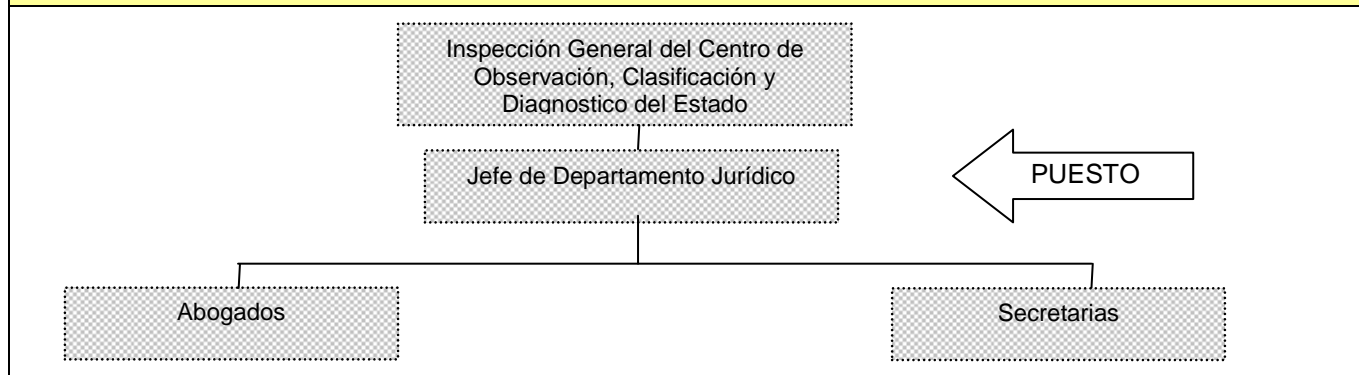 Inspección General del Centro de
Observación, Clasificación y
Diagnostico del Estado
Jefe de Departamento Jurídico
PUESTO
Abogados
Secretarias